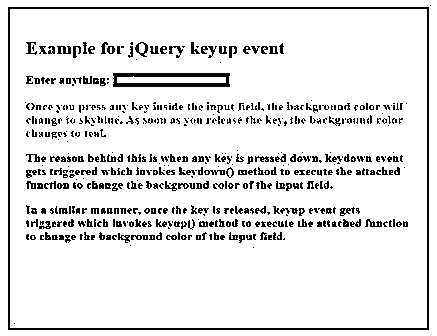 Example for jQuery keyup event
Enter anything:
Once you press any key inside the input field, the background color will
change to skyblue. As soon as you release the key, the background color
changes to teal.
The reason behind this is when any key is pressed down, keydown event
gets triggered which invokes keydown() method to execute the attached
function to change the background color of the input field.
In a similar mannner, once the key is released, keyup event gets
triggered which invokes keyup() method to execute the attached function
to change the background color of the input field.